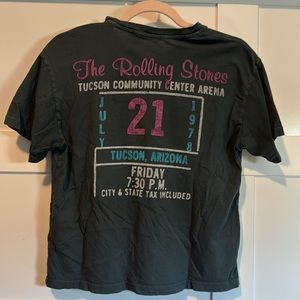 The Rolling Stones
TUCSON COMMUNITY CENTER ARENA
JULY
21
1978
TUCSON, ARIZONA
FRIDAY
7:30 P.M.
CITY & STATE TAX INCLUDED